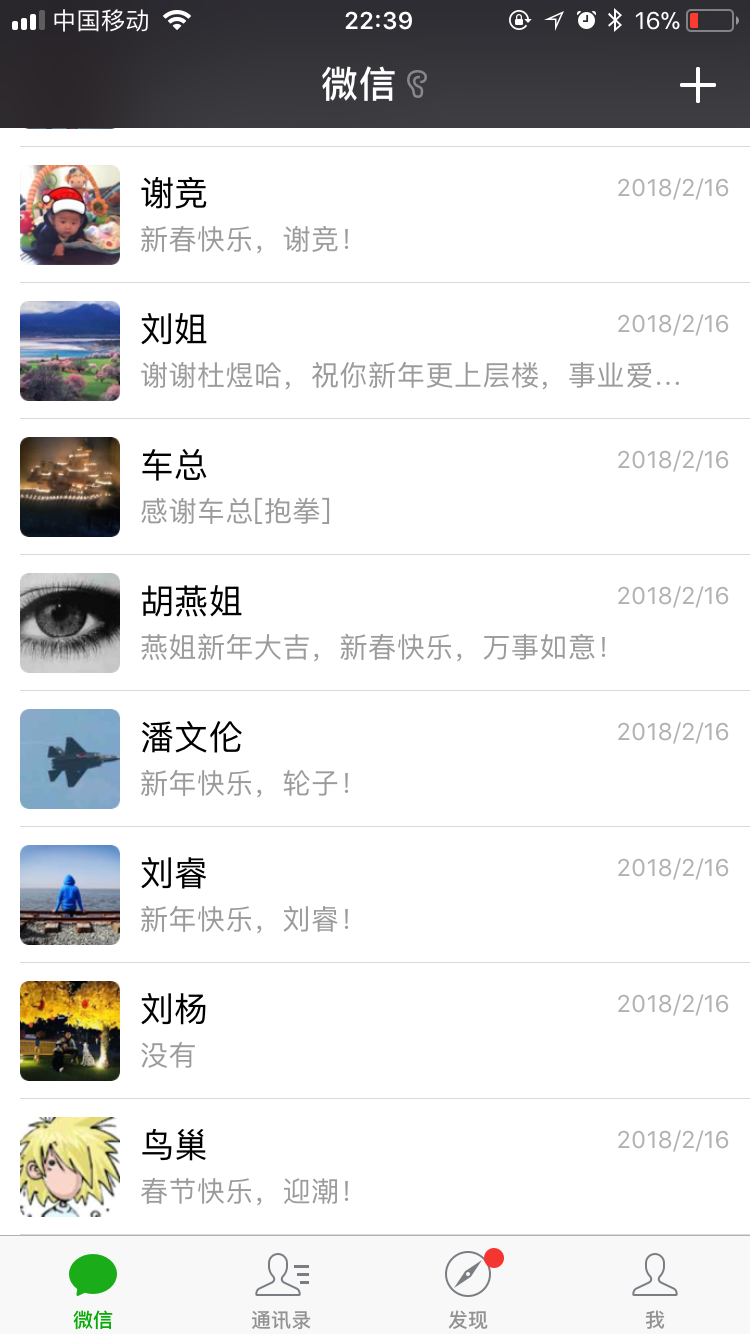 中国移动 22:39 16%
微信
谢竞 2018/2/16
新春快乐，谢竞！
刘姐 2018/2/16
谢谢杜煜哈，祝你新年更上层楼，事业爱...
车总 2018/2/16
感谢车总[抱拳]
胡燕姐 2018/2/16
燕姐新年大吉，新春快乐，万事如意！
潘文伦 2018/2/16
新年快乐，轮子！
刘睿 2018/2/16
新年快乐，刘睿！
刘杨 2018/2/16
没有
鸟巢 2018/2/16
春节快乐，迎潮！
微信 通讯录 发现 我